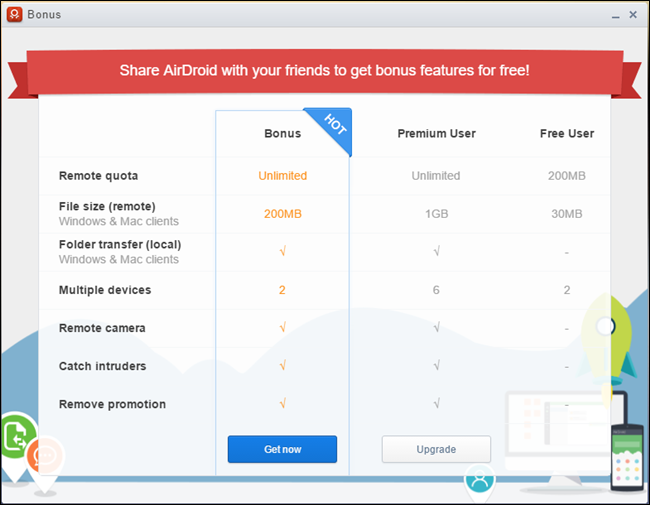 Bonus
Share AirDroid with your friends to get bonus features for free!
HOT
Bonus Premium User Free User
Remote quota Unlimited Unlimited 200MB
File size (remote) 200MB 1GB 30MB
Windows & Mac clients
Folder transfer (local) √ √ -
Windows & Mac clients
Multiple devices 2 6 2
Remote camera √ √ -
Catch intruders √ √ -
Remove promotion √ √ -
Get now Upgrade